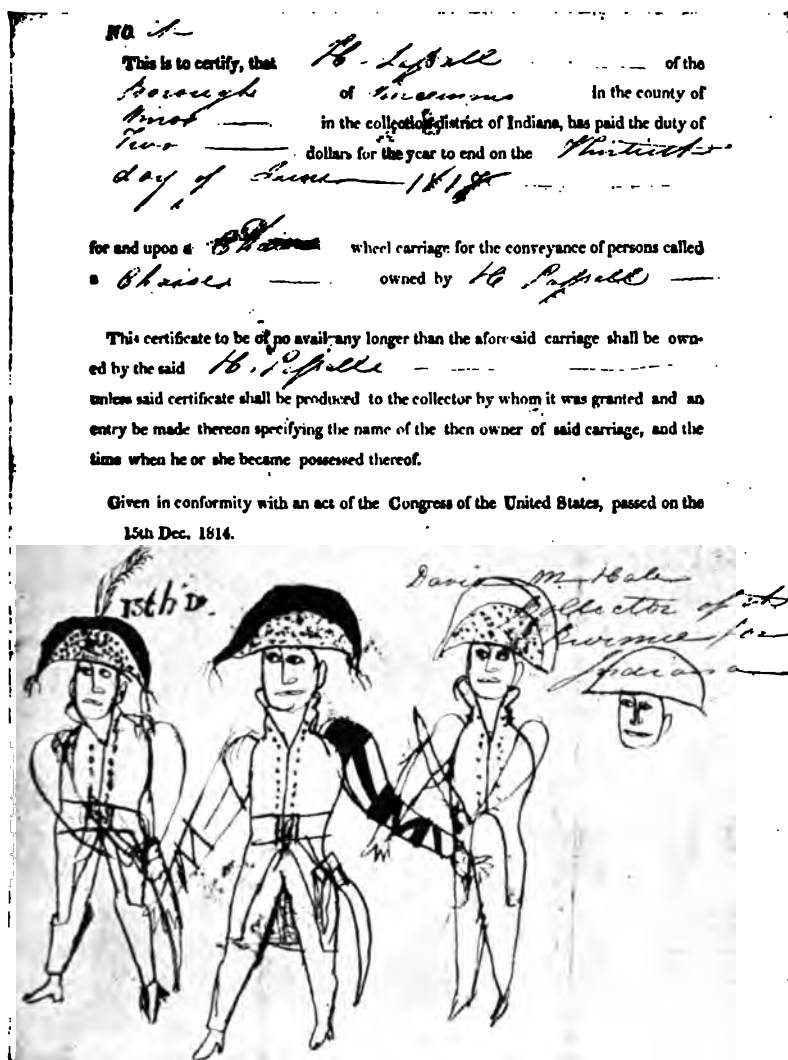 NO.
This is to certify, that H. Lasselle of the
Borough of Vincennes in the county of
Knox in the collection district of Indiana, has paid the duty of
Two dollars for the year to end on the Thirtieth
day of 181
for and upon a wheel carriage for the conveyance of persons called
a Chaise owned by H Lasselle
This certificate to be of no avail any longer than the aforesaid carriage shall be own-
ed by the said H. Lasselle
unless said certificate shall be produced to the collector by whom it was granted and an
entry be made thereon specifying the name of the then owner of said carriage, and the
time when he or she became possessed thereof.
Given in conformity with an act of the Congress of the United States, passed on the
15th Dec. 1814.
15th D.
David M Hale
Collector of the
Revenue for
Indiana